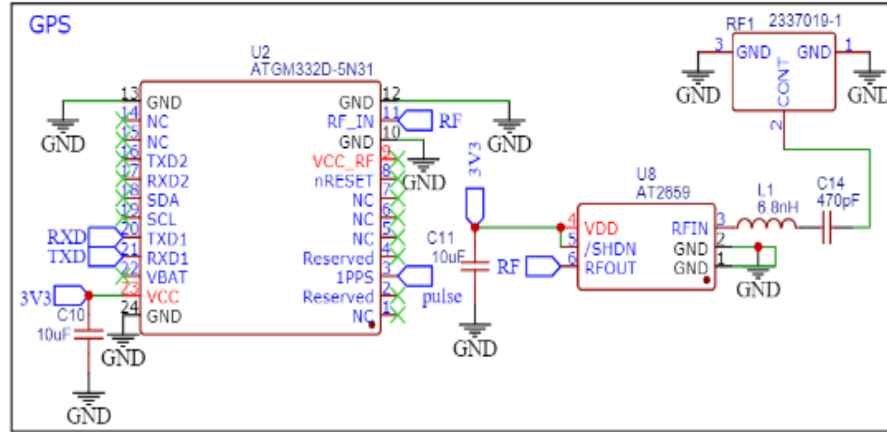 GPS
U2
ATGM332D-5N31
13 GND
14 NC
15 NC
16 TXD2
17 RXD2
18 SDA
19 SCL
RXD 20 TXD1
TXD 21 RXD1
22 VBAT
3V3 23 VCC
24 GND
GND 12
RF_IN 11 RF
GND 10
VCC_RF 9
nRESET 8
NC 7
NC 6
NC 5
Reserved 4
1PPS 3 pulse
Reserved 2
NC 1
GND
GND
GND
GND
C10
10uF
GND
GND
3V3
C11
10uF
GND
U8
AT2659
4 VDD
5 /SHDN
RF 6 RFOUT
RFIN 3
GND 2
GND 1
GND
L1
6.8nH
C14
470pF
RF1 2337019-1
3 GND
GND 1
CONT
2
GND
GND